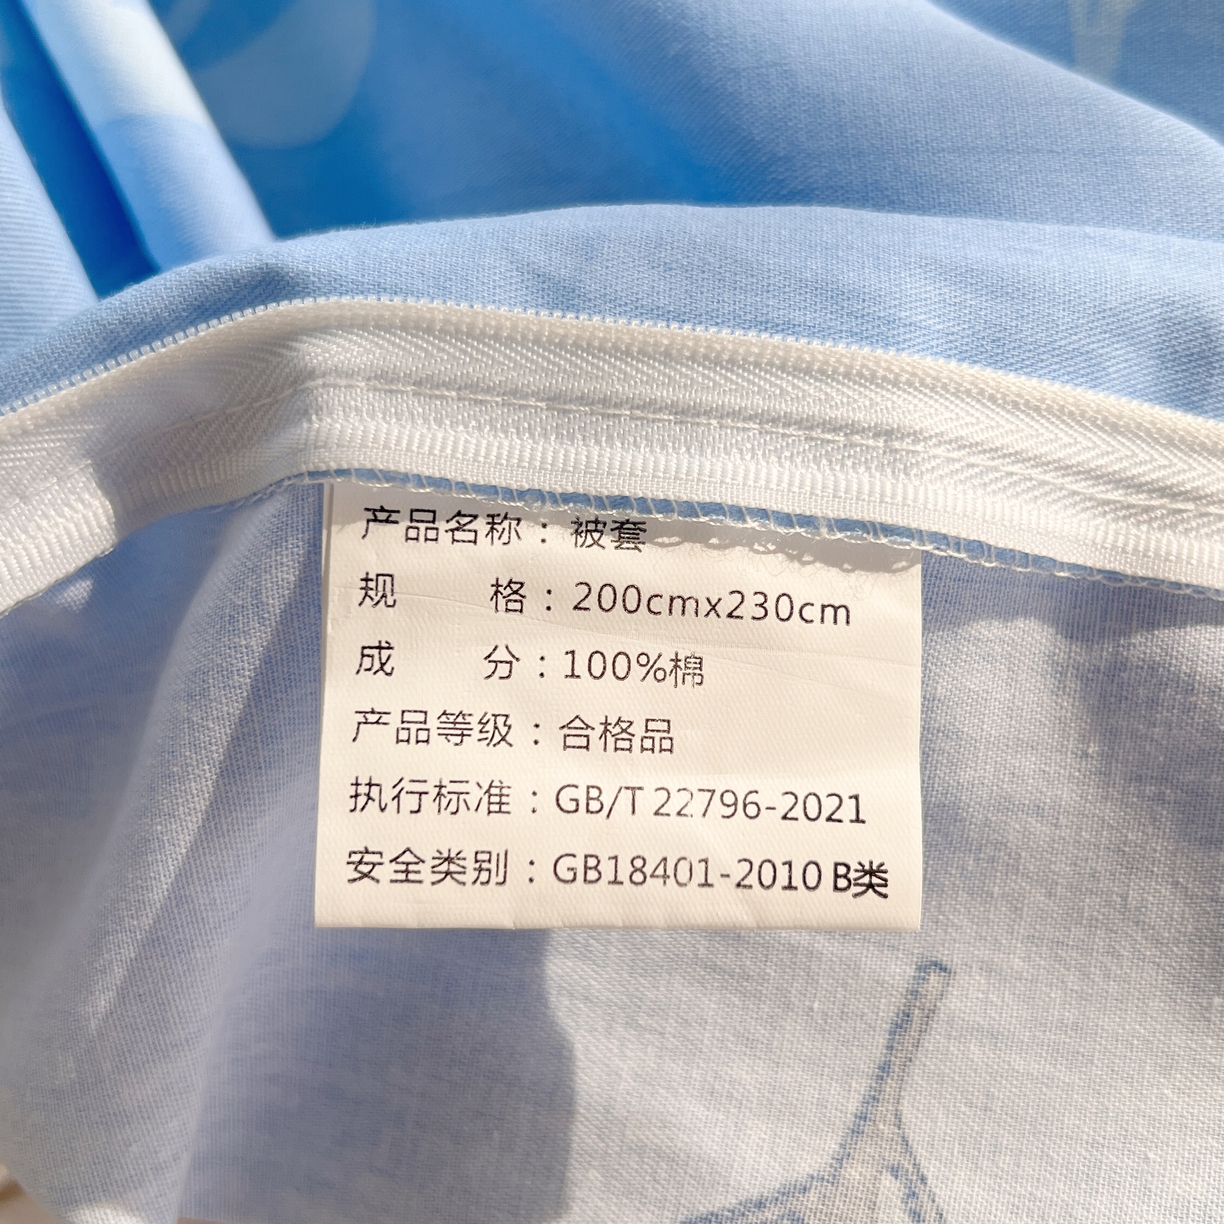 产品名称：被套
规格：200cmx230cm
成分：100%棉
产品等级：合格品
执行标准：GB/T 22796-2021
安全类别：GB18401-2010 B类